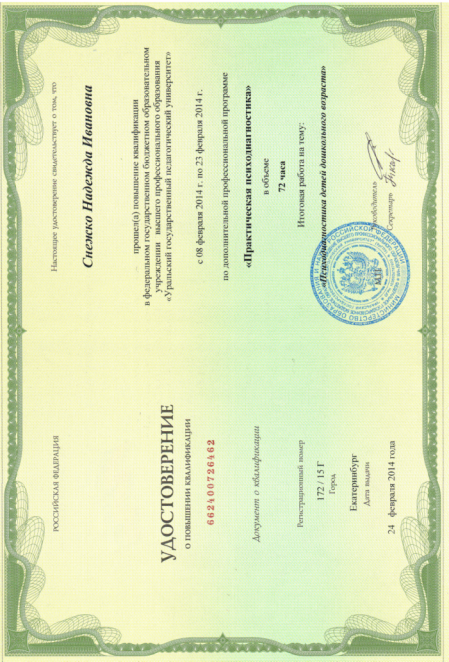 РОССИЙСКАЯ ФЕДЕРАЦИЯ
УДОСТОВЕРЕНИЕ
О ПОВЫШЕНИИ КВАЛИФИКАЦИИ
662400726462
Документ о квалификации
Регистрационный номер
172 / 15 Г
Город
Екатеринбург
Дата выдачи
24 февраля 2014 года
Настоящее удостоверение свидетельствует о том, что
Снежко Надежда Ивановна
прошел(а) повышение квалификации
в федеральном государственном бюджетном образовательном
учреждении высшего профессионального образования
«Уральский государственный педагогический университет»
с 08 февраля 2014 г. по 23 февраля 2014 г.
по дополнительной профессиональной программе
«Практическая психодиагностика»
в объеме
72 часа
Итоговая работа на тему:
«Психодиагностика детей дошкольного возраста»
Руководитель
Секретарь
МП